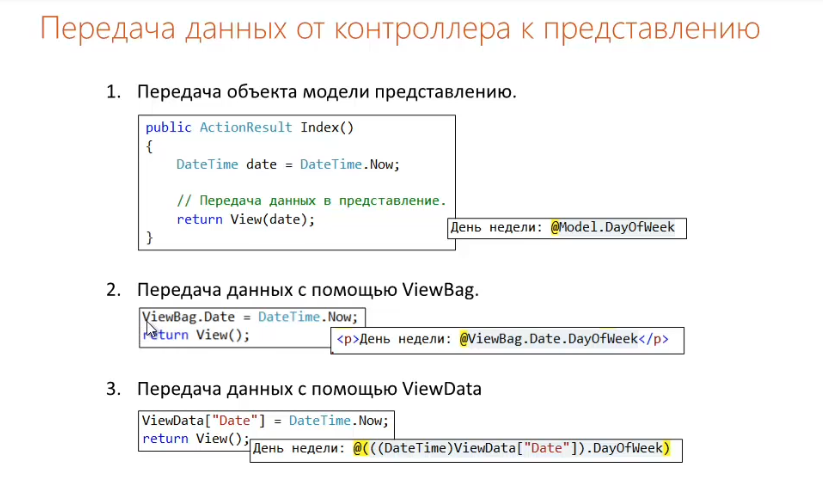 Передача данных от контроллера к представлению
1. Передача объекта модели представлению.
public ActionResult Index()
{
DateTime date = DateTime.Now;
// Передача данных в представление.
return View(date);
}
День недели: @Model.DayOfWeek
2. Передача данных с помощью ViewBag.
ViewBag.Date = DateTime.Now;
return View();
<p>День недели: @ViewBag.Date.DayOfWeek</p>
3. Передача данных с помощью ViewData
ViewData["Date"] = DateTime.Now;
return View();
День недели: @(((DateTime)ViewData["Date"]).DayOfWeek)